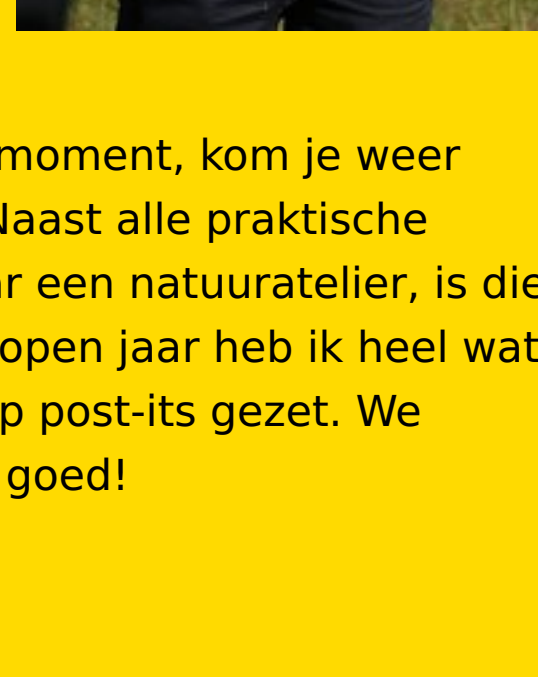 moment, kom je weer
Naast alle praktische
een natuuratelier, is die
jaar heb ik heel wat
post-its gezet. We
goed!